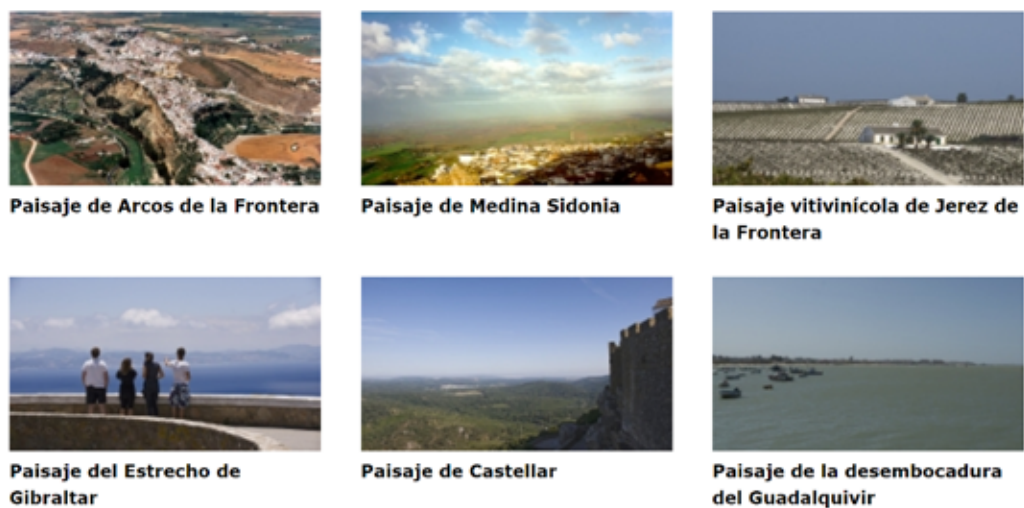 Paisaje de Arcos de la Frontera
Paisaje de Medina Sidonia
Paisaje vitivinícola de Jerez de
la Frontera
Paisaje del Estrecho de
Gibraltar
Paisaje de Castellar
Paisaje de la desembocadura
del Guadalquivir